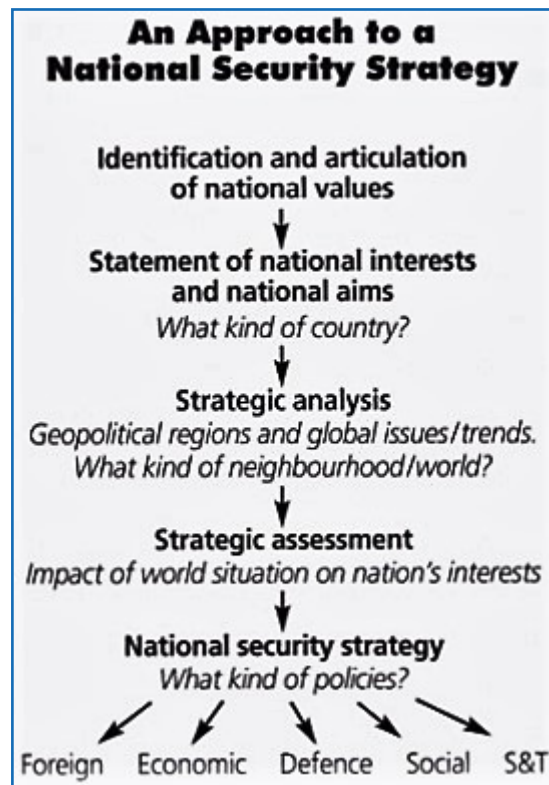 An Approach to a
National Security Strategy
Identification and articulation
of national values
Statement of national interests
and national aims
What kind of country?
Strategic analysis
Geopolitical regions and global issues/trends.
What kind of neighbourhood/world?
Strategic assessment
Impact of world situation on nation's interests
National security strategy
What kind of policies?
Foreign Economic Defence Social S&T